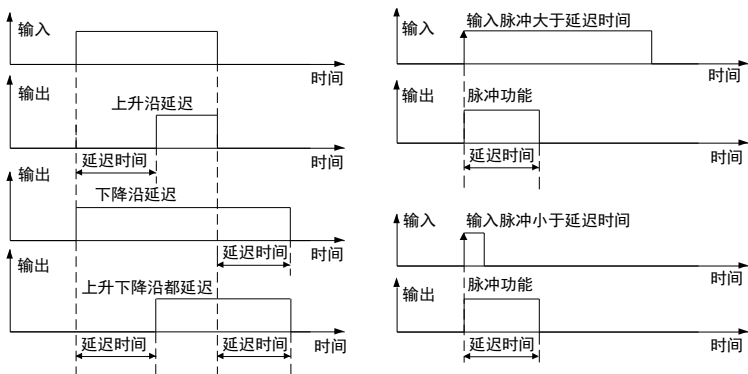 输入
时间
输出
上升沿延迟
时间
延迟时间
输出
下降沿延迟
延迟时间
时间
输出
上升下降沿都延迟
延迟时间
延迟时间
时间
输入
输入脉冲大于延迟时间
时间
输出
脉冲功能
延迟时间
时间
输入
输入脉冲小于延迟时间
时间
输出
脉冲功能
延迟时间
时间